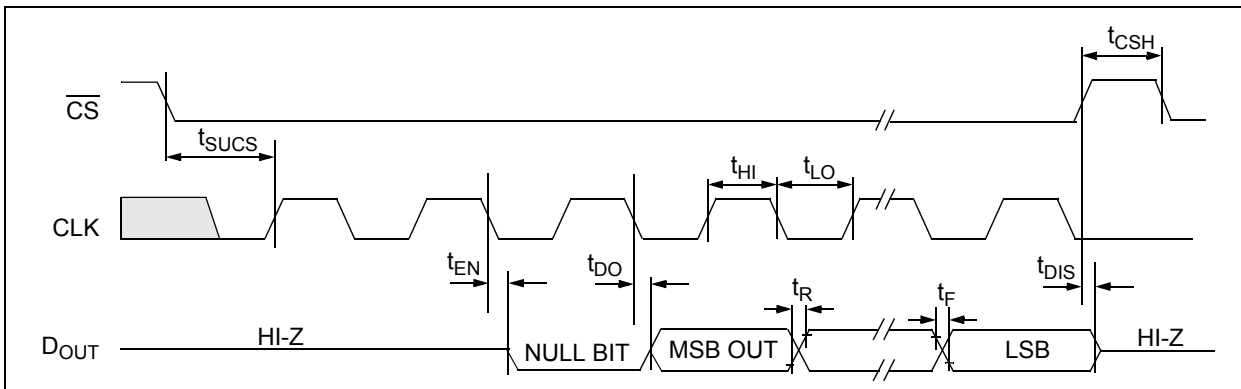 tCSH
CS
tSUCS
tHI
tLO
CLK
tEN
tDO
tDIS
tR
tF
DOUT
HI-Z
NULL BIT
MSB OUT
LSB
HI-Z